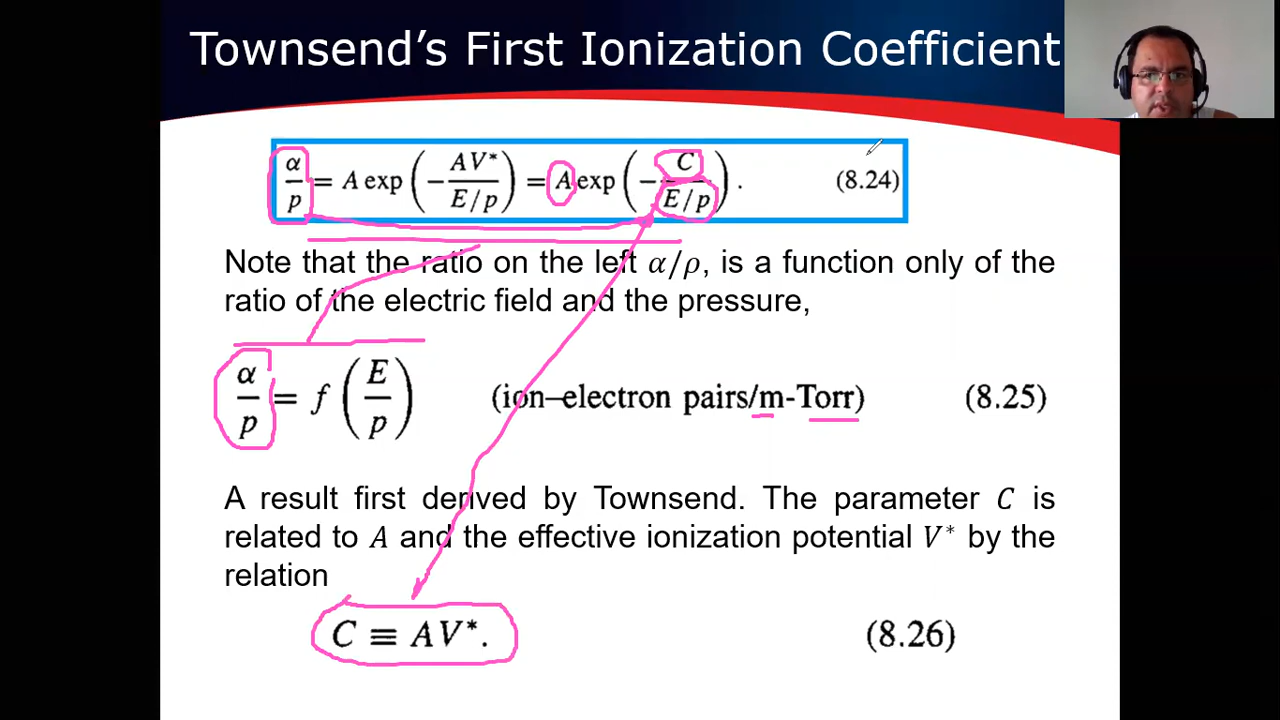 Townsend's First Ionization Coefficient
α/p = A exp(−AV*/(E/p)) = A exp(−C/(E/p)). (8.24)
Note that the ratio on the left α/ρ, is a function only of the
ratio of the electric field and the pressure,
α/p = f(E/p) (ion–electron pairs/m-Torr) (8.25)
A result first derived by Townsend. The parameter C is
related to A and the effective ionization potential V* by the
relation
C ≡ AV*. (8.26)